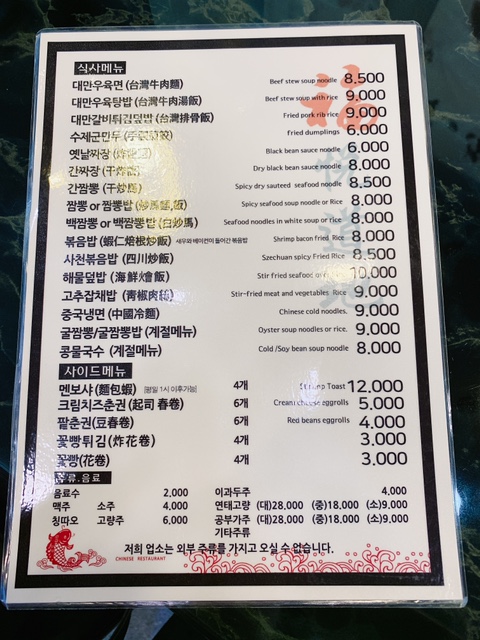 식사메뉴
대만우육면 (台灣牛肉麵) Beef stew soup noodle 8.500
대만우육탕밥 (台灣牛肉湯飯) Beef stew soup with rice 9.000
대만갈비튀김덮밥 (台灣排骨飯) Fried pork rib rice 9.000
수제군만두 Fried dumplings 6.000
옛날짜장 Black bean sauce noodle 6.000
간짜장 Dry black bean sauce noodle 8.000
간짬뽕 (干炒馬) Spicy dry sauteed seafood noodle 8.500
짬뽕 or 짬뽕밥 Spicy seafood soup noodle or Rice 8.000
백짬뽕 or 백짬뽕밥 (白炒馬) Seafood noodles in white soup or rice 8.000
볶음밥 (蝦仁焙根炒飯) 새우와 베이컨이 들어간 볶음밥 Shrimp bacon fried Rice 8.000
사천볶음밥 (四川炒飯) Szechuan spicy Fried Rice 8.500
해물덮밥 (海鮮燴飯) Stir fried seafood 10,000
고추잡채밥 (靑椒肉絲) Stir-fried meat and vegetables Rice 9.000
중국냉면 (中國冷麵) Chinese cold noodles. 9.000
굴짬뽕/굴짬뽕밥 (계절메뉴) Oyster soup noodles or rice. 9.000
콩물국수 (계절메뉴) Cold /Soy bean soup noodle 8.000
사이드메뉴
멘보샤 (麵包蝦) [평일 1시 이후가능] 4개 Shrimp Toast 12.000
크림치즈춘권 (起司 春卷) 6개 Cream cheese eggrolls 5.000
팥춘권 (豆春卷) 6개 Red beans eggrolls 4.000
꽃빵튀김 (炸花卷) 4개 3.000
꽃빵 (花卷) 4개 3.000
주류.음료
음료수 2,000 이과두주 4.000
맥주 소주 4,000 연태고량 (대)28,000 (중)18,000 (소)9,000
칭따오 고량주 6,000 공부가주 (대)28,000 (중)18,000 (소)9,000
기타주류
저희 업소는 외부 주류를 가지고 오실 수 없습니다.
CHINESE RESTAURANT